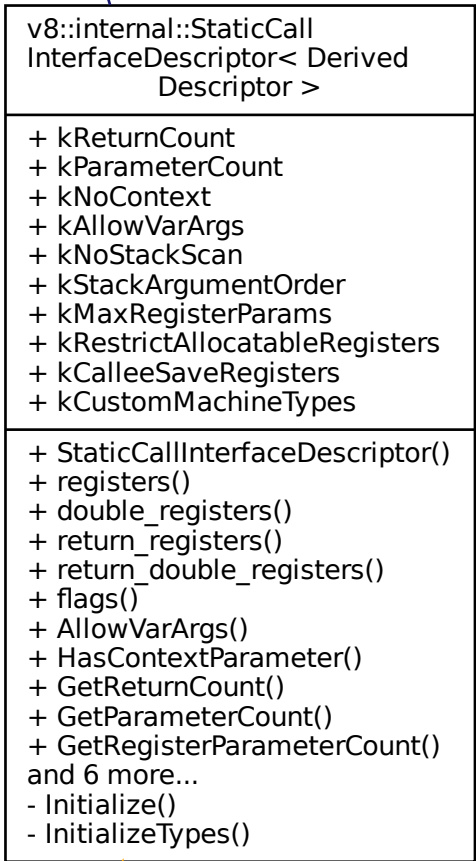 v8::internal::StaticCall
InterfaceDescriptor< Derived
Descriptor >
+ kReturnCount
+ kParameterCount
+ kNoContext
+ kAllowVarArgs
+ kNoStackScan
+ kStackArgumentOrder
+ kMaxRegisterParams
+ kRestrictAllocatableRegisters
+ kCalleeSaveRegisters
+ kCustomMachineTypes
+ StaticCallInterfaceDescriptor()
+ registers()
+ double_registers()
+ return_registers()
+ return_double_registers()
+ flags()
+ AllowVarArgs()
+ HasContextParameter()
+ GetReturnCount()
+ GetParameterCount()
+ GetRegisterParameterCount()
and 6 more...
- Initialize()
- InitializeTypes()